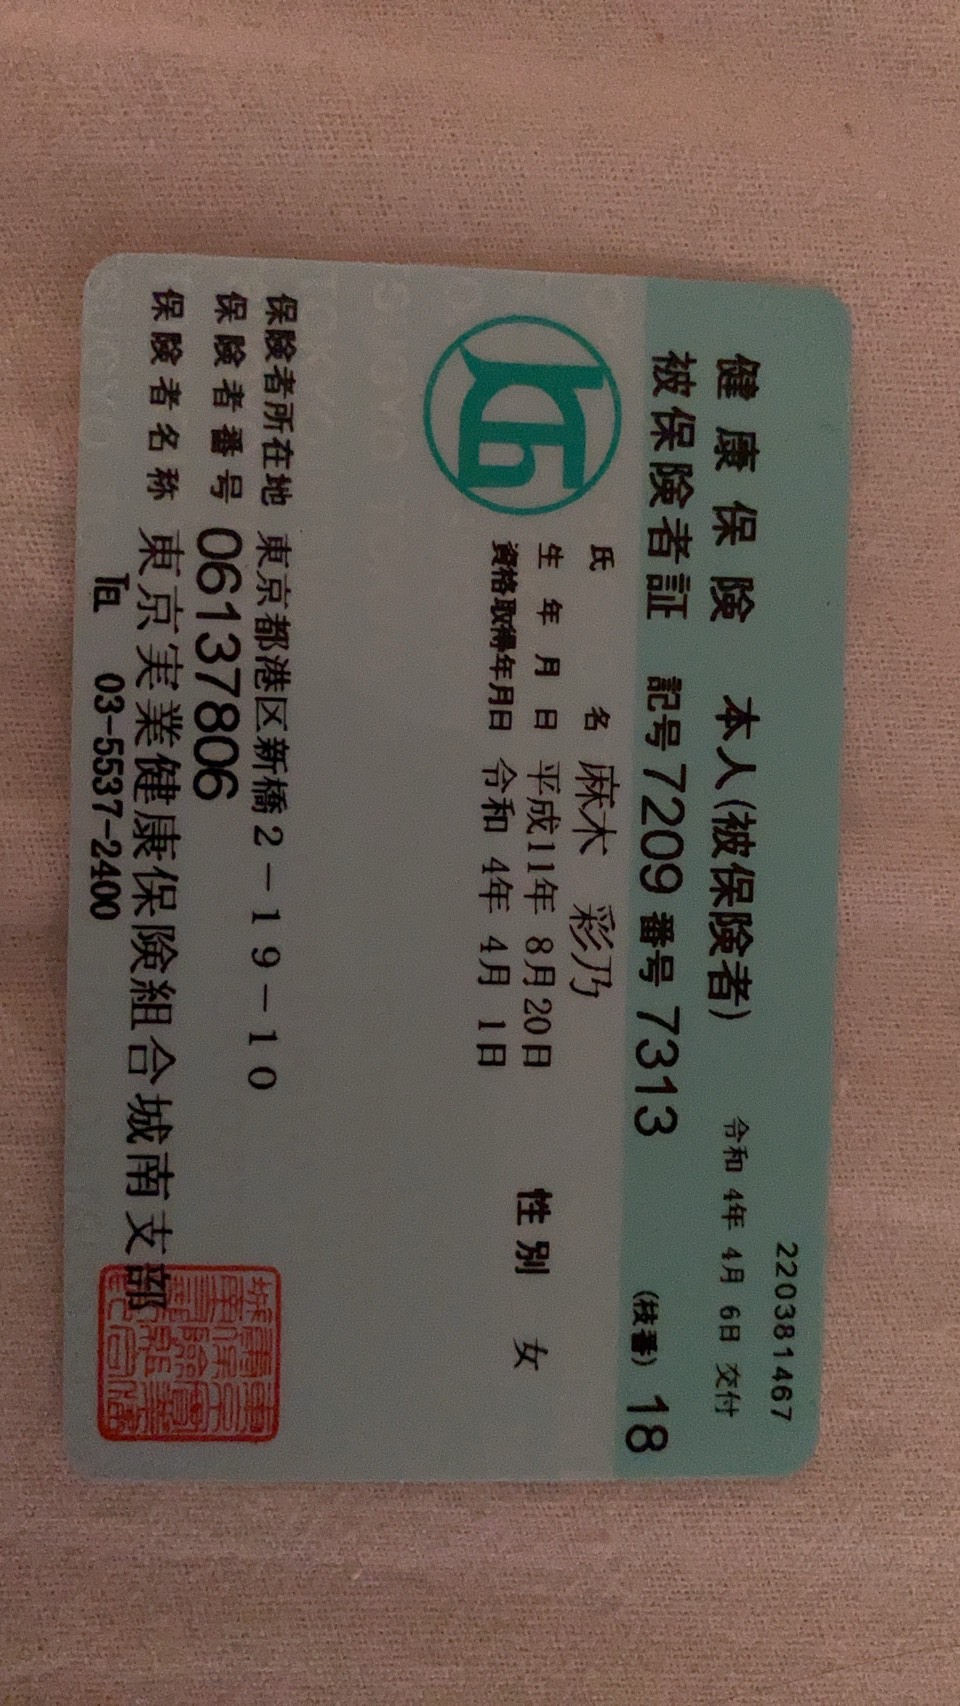 220381467
健康保険 本人(被保険者) 令和 4年 4月 6日 交付
被保険者証 記号 7209 番号 7313 (枝番) 18
氏名 麻木 彩乃
生年月日 平成11年 8月20日 性別 女
資格取得年月日 令和 4年 4月 1日
保険者所在地 東京都港区新橋2-19-10
保険者番号 06137806
保険者名称 東京実業健康保険組合城南支部
℡ 03-5537-2400